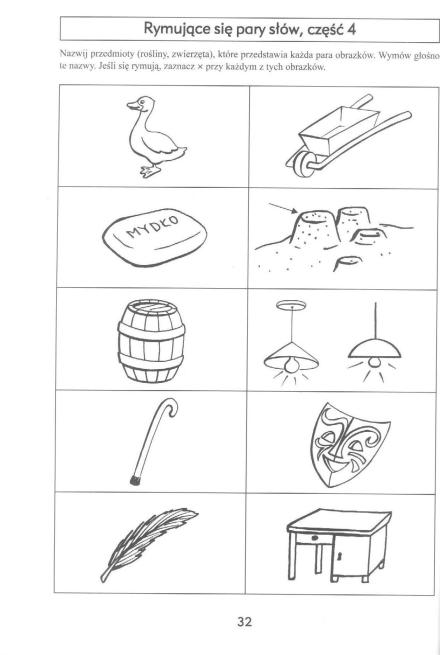 Rymujące się pary słów, część 4
Nazwij przedmioty (rośliny, zwierzęta), które przedstawia każda para obrazków. Wymów głośno
te nazwy. Jeśli się rymują, zaznacz × przy każdym z tych obrazków.
MYDŁO
32